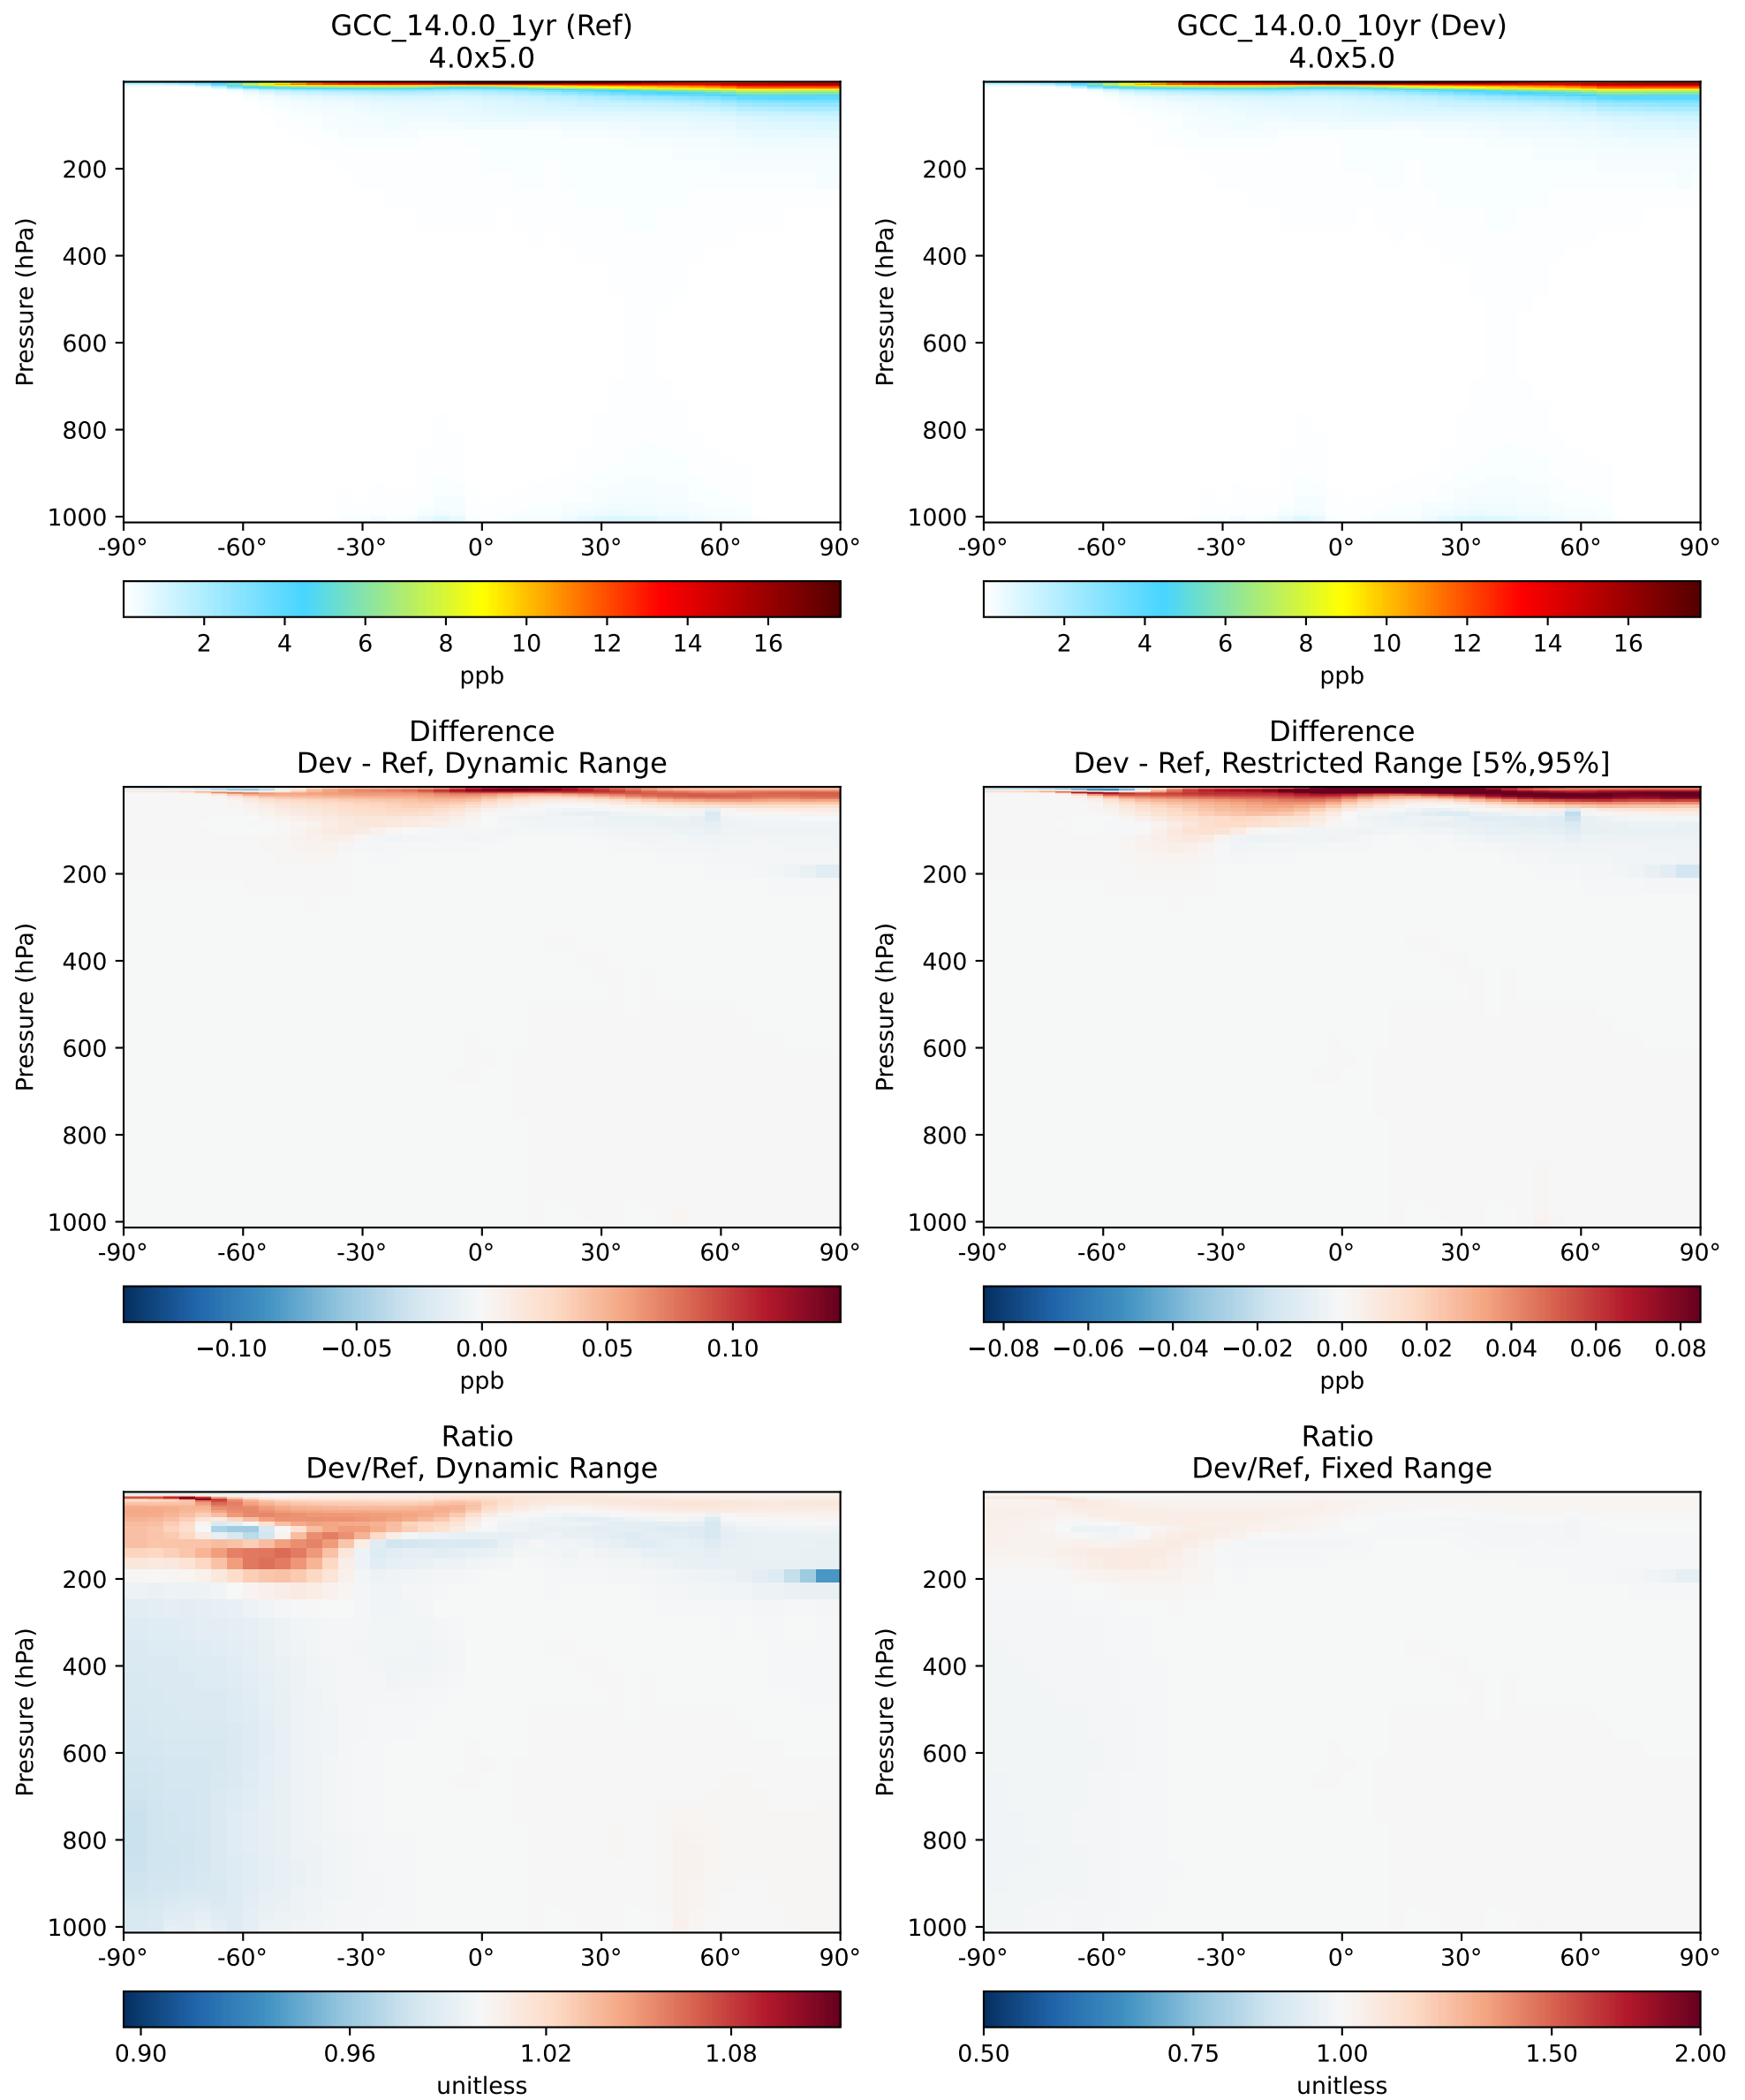 GCC_14.0.0_1yr (Ref)
4.0x5.0
Pressure (hPa)
200
400
600
800
1000
-90° -60° -30° 0° 30° 60° 90°
2 4 6 8 10 12 14 16
ppb
GCC_14.0.0_10yr (Dev)
4.0x5.0
Pressure (hPa)
200
400
600
800
1000
-90° -60° -30° 0° 30° 60° 90°
2 4 6 8 10 12 14 16
ppb
Difference
Dev - Ref, Dynamic Range
Pressure (hPa)
200
400
600
800
1000
-90° -60° -30° 0° 30° 60° 90°
−0.10 −0.05 0.00 0.05 0.10
ppb
Difference
Dev - Ref, Restricted Range [5%,95%]
Pressure (hPa)
200
400
600
800
1000
-90° -60° -30° 0° 30° 60° 90°
−0.08 −0.06 −0.04 −0.02 0.00 0.02 0.04 0.06 0.08
ppb
Ratio
Dev/Ref, Dynamic Range
Pressure (hPa)
200
400
600
800
1000
-90° -60° -30° 0° 30° 60° 90°
0.90 0.96 1.02 1.08
unitless
Ratio
Dev/Ref, Fixed Range
Pressure (hPa)
200
400
600
800
1000
-90° -60° -30° 0° 30° 60° 90°
0.50 0.75 1.00 1.50 2.00
unitless